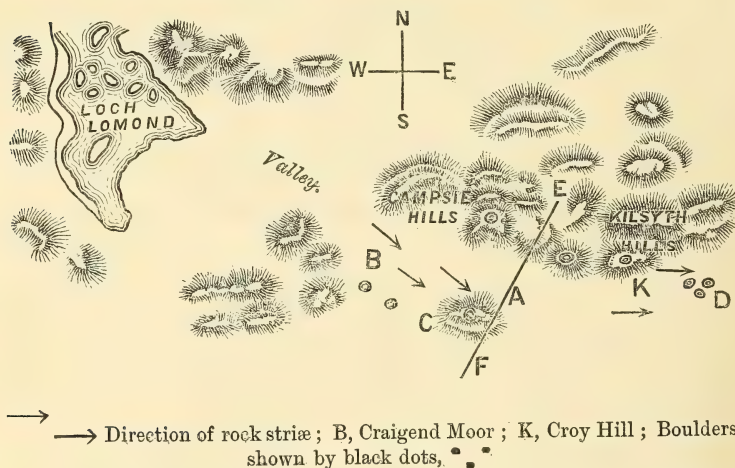 N
W E
S
LOCH
LOMOND
Valley.
CAMPSIE
HILLS
E
KILSYTH
HILLS
B
A
K
D
C
F
Direction of rock striæ ; B, Craigend Moor ; K, Croy Hill ; Boulders
shown by black dots,